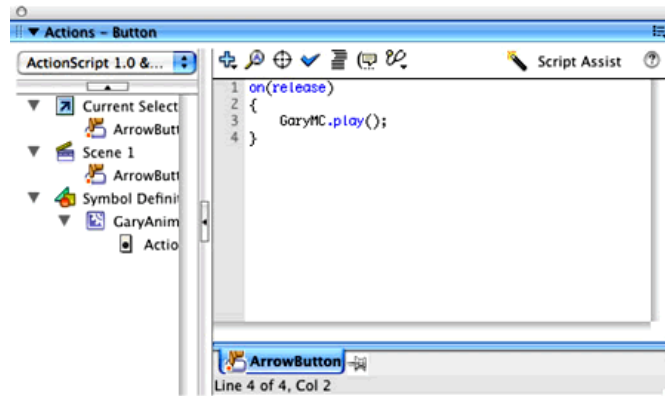 Actions - Button
ActionScript 1.0 &...
Script Assist
Current Select
ArrowButt
Scene 1
ArrowButt
Symbol Definit
GaryAnim
Actio
1 on(release)
2 {
3 GaryMC.play();
4 }
ArrowButton
Line 4 of 4, Col 2